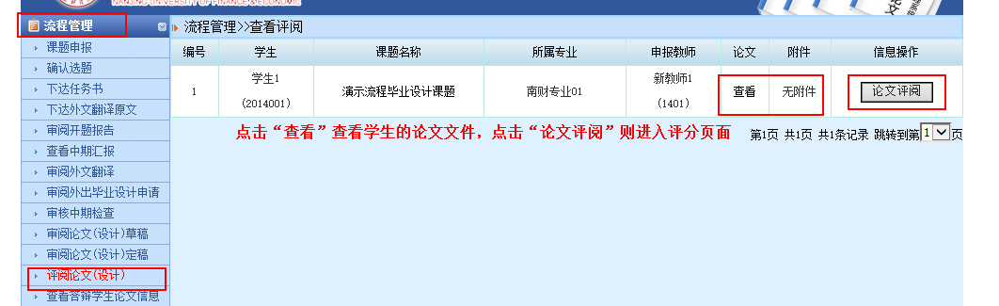 NANJING UNIVERSITY OF FINANCE & ECONOMIC
流程管理
流程管理>>查看评阅
课题申报
确认选题
下达任务书
下达外文翻译原文
审阅开题报告
查看中期汇报
审阅外文翻译
审阅外出毕业设计申请
审核中期检查
审阅论文(设计)草稿
审阅论文(设计)定稿
评阅论文(设计)
查看答辩学生论文信息
编号 学生 课题名称 所属专业 申报教师 论文 附件 信息操作
1 学生1 (2014001) 演示流程毕业设计课题 南财专业01 新教师1 (1401) 查看 无附件 论文评阅
点击“查看”查看学生的论文文件，点击“论文评阅”则进入评分页面
第1页 共1页 共1条记录 跳转到第 1 页